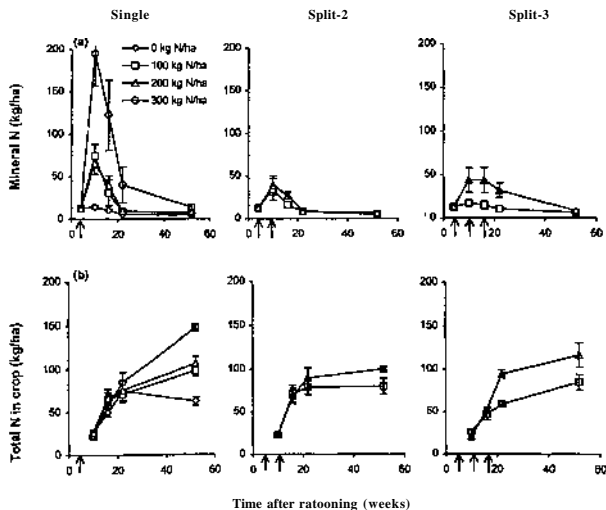 Single Split-2 Split-3
(a)
0 kg N/ha
100 kg N/ha
200 kg N/ha
300 kg N/ha
Mineral N (kg/ha)
200 200 200
150 150 150
100 100 100
50 50 50
0 0 0
0 20 40 60 0 20 40 60 0 20 40 60
(b)
Total N in crop (kg/ha)
200 200 200
150 150 150
100 100 100
50 50 50
0 0 0
0 20 40 60 0 20 40 60 0 20 40 60
Time after ratooning (weeks)